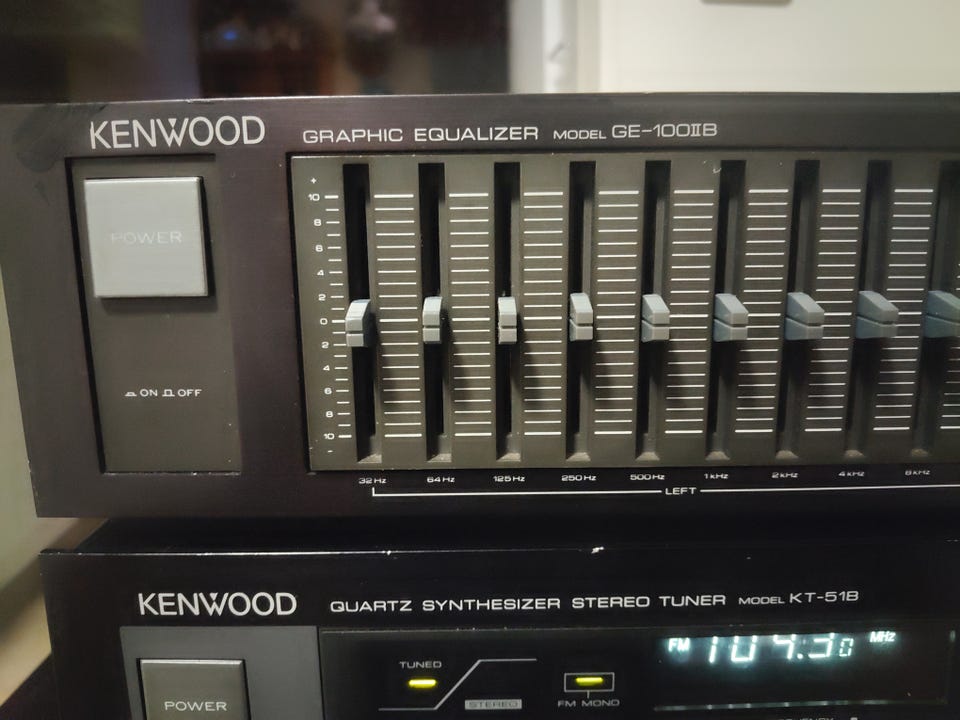 KENWOOD GRAPHIC EQUALIZER MODEL GE-100IIB
POWER
ON OFF
+
10
8
6
4
2
0
2
4
6
8
10
-
32 Hz 64 Hz 125 Hz 250 Hz 500 Hz 1 kHz 2 kHz 4 kHz 8 kHz
LEFT
KENWOOD QUARTZ SYNTHESIZER STEREO TUNER MODEL KT-51B
POWER
TUNED
STEREO
FM MONO
FM 104.30 MHz